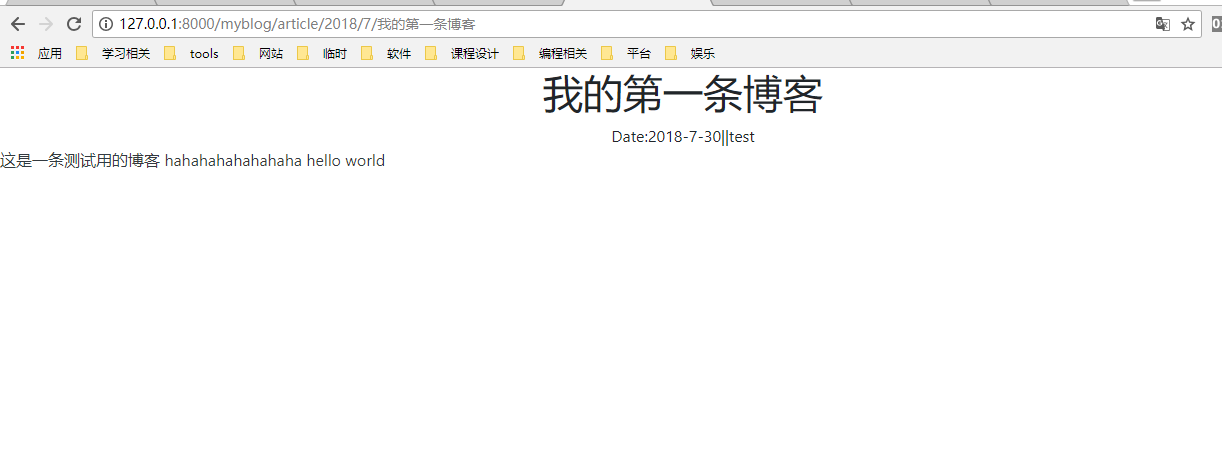 127.0.0.1:8000/myblog/article/2018/7/我的第一条博客
应用 学习相关 tools 网站 临时 软件 课程设计 编程相关 平台 娱乐
我的第一条博客
Date:2018-7-30||test
这是一条测试用的博客 hahahahahahahaha hello world